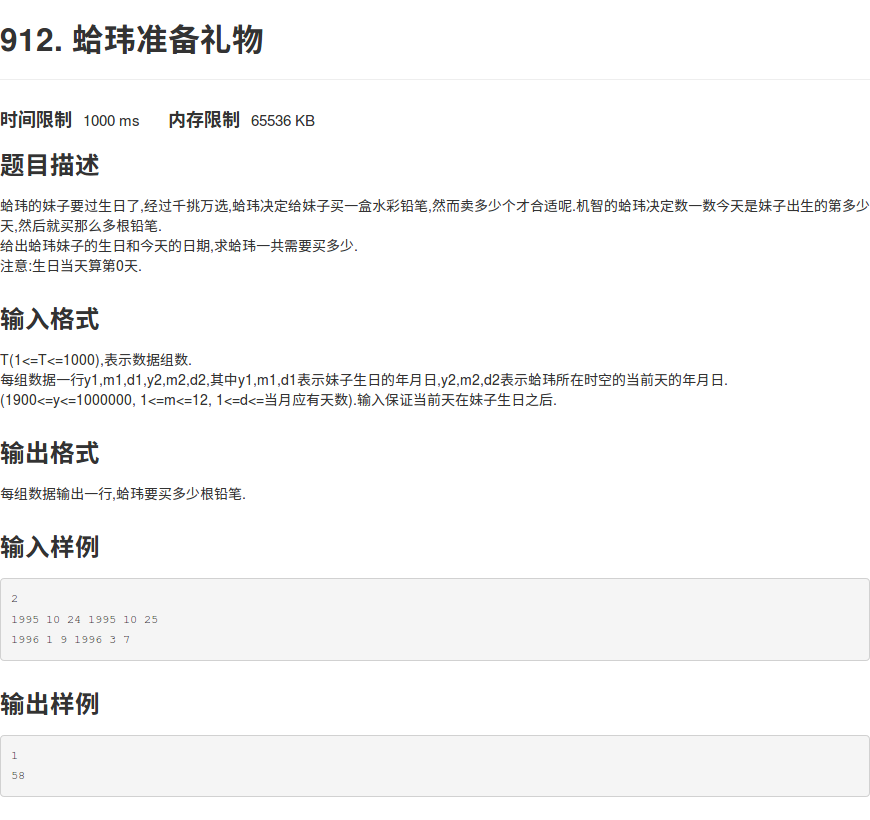 912. 蛤玮准备礼物
时间限制 1000 ms 内存限制 65536 KB
题目描述
蛤玮的妹子要过生日了,经过千挑万选,蛤玮决定给妹子买一盒水彩铅笔,然而卖多少个才合适呢.机智的蛤玮决定数一数今天是妹子出生的第多少
天,然后就买那么多根铅笔.
给出蛤玮妹子的生日和今天的日期,求蛤玮一共需要买多少.
注意:生日当天算第0天.
输入格式
T(1<=T<=1000),表示数据组数.
每组数据一行y1,m1,d1,y2,m2,d2,其中y1,m1,d1表示妹子生日的年月日,y2,m2,d2表示蛤玮所在时空的当前天的年月日.
(1900<=y<=1000000, 1<=m<=12, 1<=d<=当月应有天数).输入保证当前天在妹子生日之后.
输出格式
每组数据输出一行,蛤玮要买多少根铅笔.
输入样例
2
1995 10 24 1995 10 25
1996 1 9 1996 3 7
输出样例
1
58